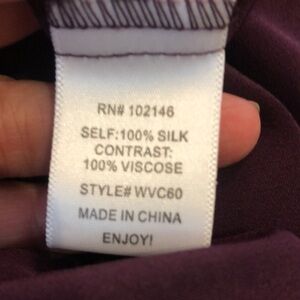 RN# 102146
SELF:100% SILK
CONTRAST:
100% VISCOSE
STYLE# WVC60
MADE IN CHINA
ENJOY!